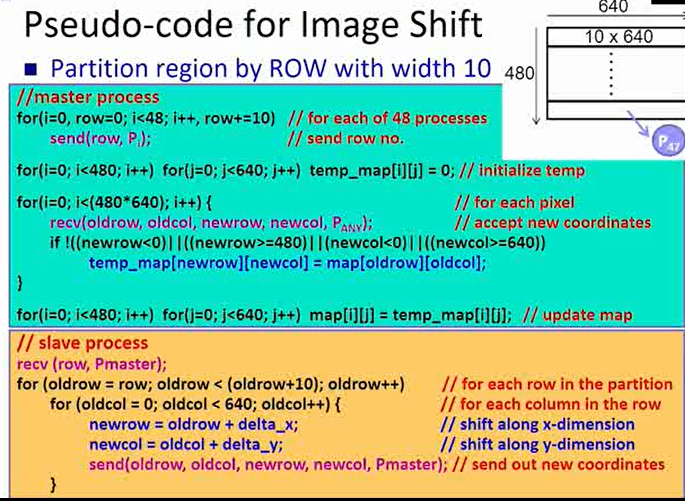 Pseudo-code for Image Shift
■ Partition region by ROW with width 10
640
10 x 640
480
P47
//master process
for(i=0, row=0; i<48; i++, row+=10) // for each of 48 processes
send(row, Pi); // send row no.
for(i=0; i<480; i++) for(j=0; j<640; j++) temp_map[i][j] = 0; // initialize temp
for(i=0; i<(480*640); i++) { // for each pixel
recv(oldrow, oldcol, newrow, newcol, PANY); // accept new coordinates
if !((newrow<0)||((newrow>=480)||(newcol<0)||((newcol>=640))
temp_map[newrow][newcol] = map[oldrow][oldcol];
}
for(i=0; i<480; i++) for(j=0; j<640; j++) map[i][j] = temp_map[i][j]; // update map
// slave process
recv (row, Pmaster);
for (oldrow = row; oldrow < (oldrow+10); oldrow++) // for each row in the partition
for (oldcol = 0; oldcol < 640; oldcol++) { // for each column in the row
newrow = oldrow + delta_x; // shift along x-dimension
newcol = oldcol + delta_y; // shift along y-dimension
send(oldrow, oldcol, newrow, newcol, Pmaster); // send out new coordinates
}